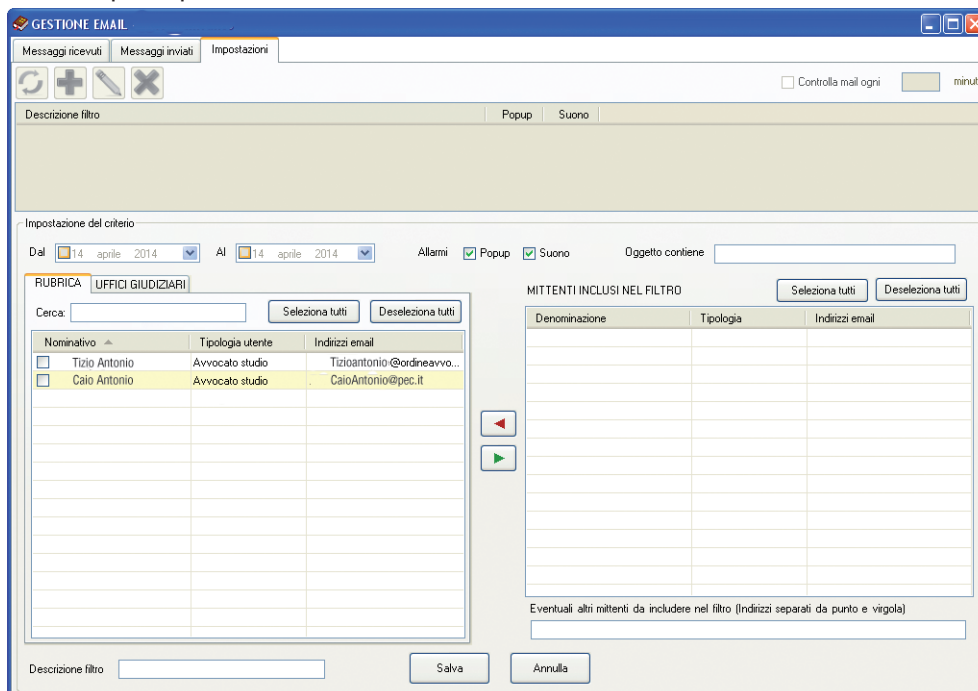 GESTIONE EMAIL
Messaggi ricevuti Messaggi inviati Impostazioni
Controlla mail ogni minut
Descrizione filtro Popup Suono
Impostazione del criterio
Dal 14 aprile 2014 Al 14 aprile 2014 Allarmi Popup Suono Oggetto contiene
RUBRICA UFFICI GIUDIZIARI
MITTENTI INCLUSI NEL FILTRO Seleziona tutti Deseleziona tutti
Cerca: Seleziona tutti Deseleziona tutti
Denominazione Tipologia Indirizzi email
Nominativo Tipologia utente Indirizzi email
Tizio Antonio Avvocato studio Tizioantonio@ordineavvo...
Caio Antonio Avvocato studio CaioAntonio@pec.it
Eventuali altri mittenti da includere nel filtro (Indirizzi separati da punto e virgola)
Descrizione filtro Salva Annulla